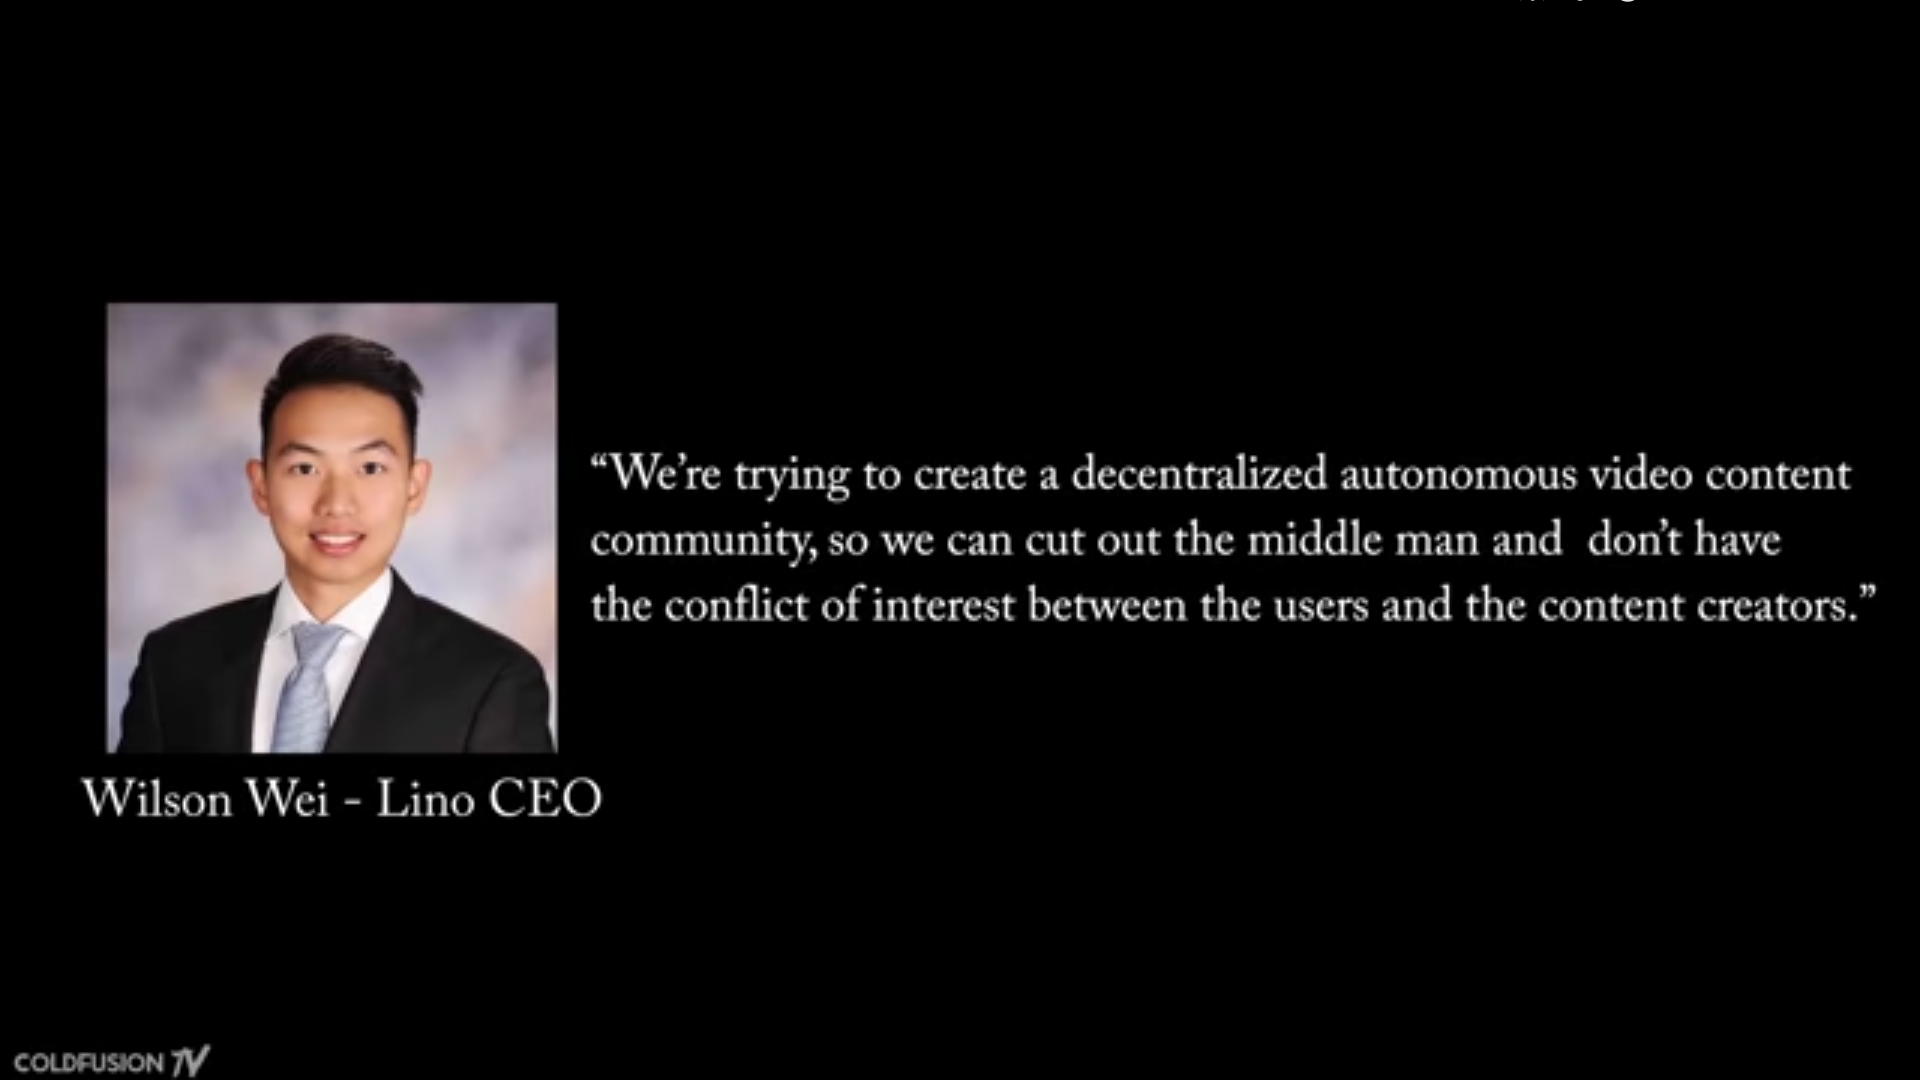 “We’re trying to create a decentralized autonomous video content
community, so we can cut out the middle man and  don’t have
the conflict of interest between the users and the content creators.”
Wilson Wei - Lino CEO
COLDFUSION TV